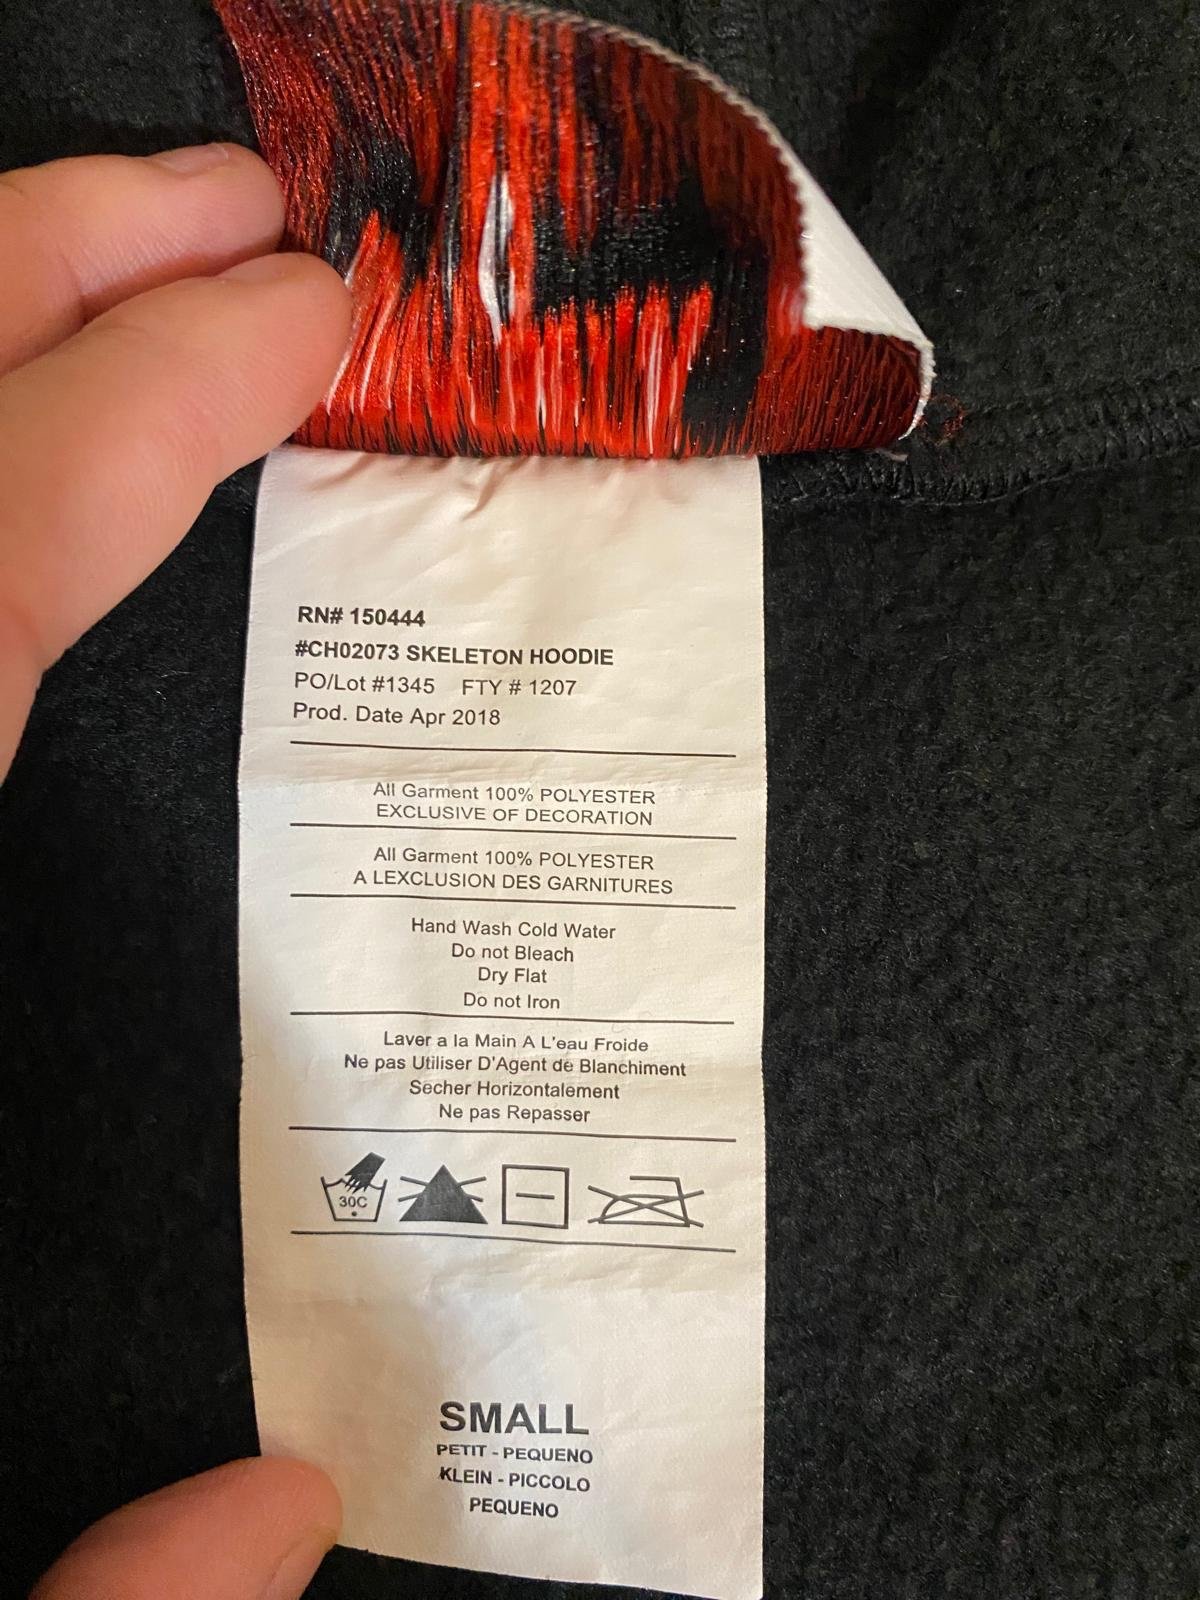 RN# 150444
#CH02073 SKELETON HOODIE
PO/Lot #1345 FTY # 1207
Prod. Date Apr 2018
All Garment 100% POLYESTER
EXCLUSIVE OF DECORATION
All Garment 100% POLYESTER
A LEXCLUSION DES GARNITURES
Hand Wash Cold Water
Do not Bleach
Dry Flat
Do not Iron
Laver a la Main A L'eau Froide
Ne pas Utiliser D'Agent de Blanchiment
Secher Horizontalement
Ne pas Repasser
30C
SMALL
PETIT - PEQUENO
KLEIN - PICCOLO
PEQUENO